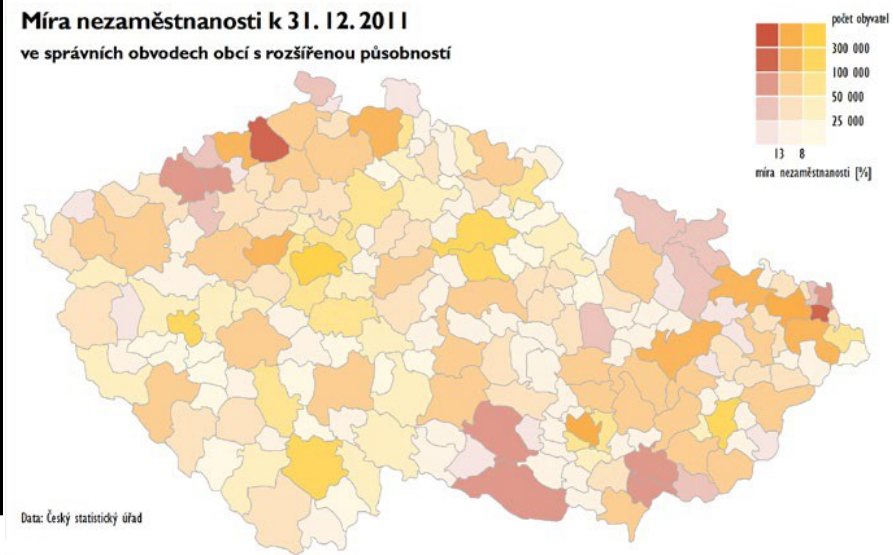 Míra nezaměstnanosti k 31. 12. 2011
ve správních obvodech obcí s rozšířenou působností
počet obyvatel
300 000
100 000
50 000
25 000
13 8
míra nezaměstnanosti [%]
Data: Český statistický úřad